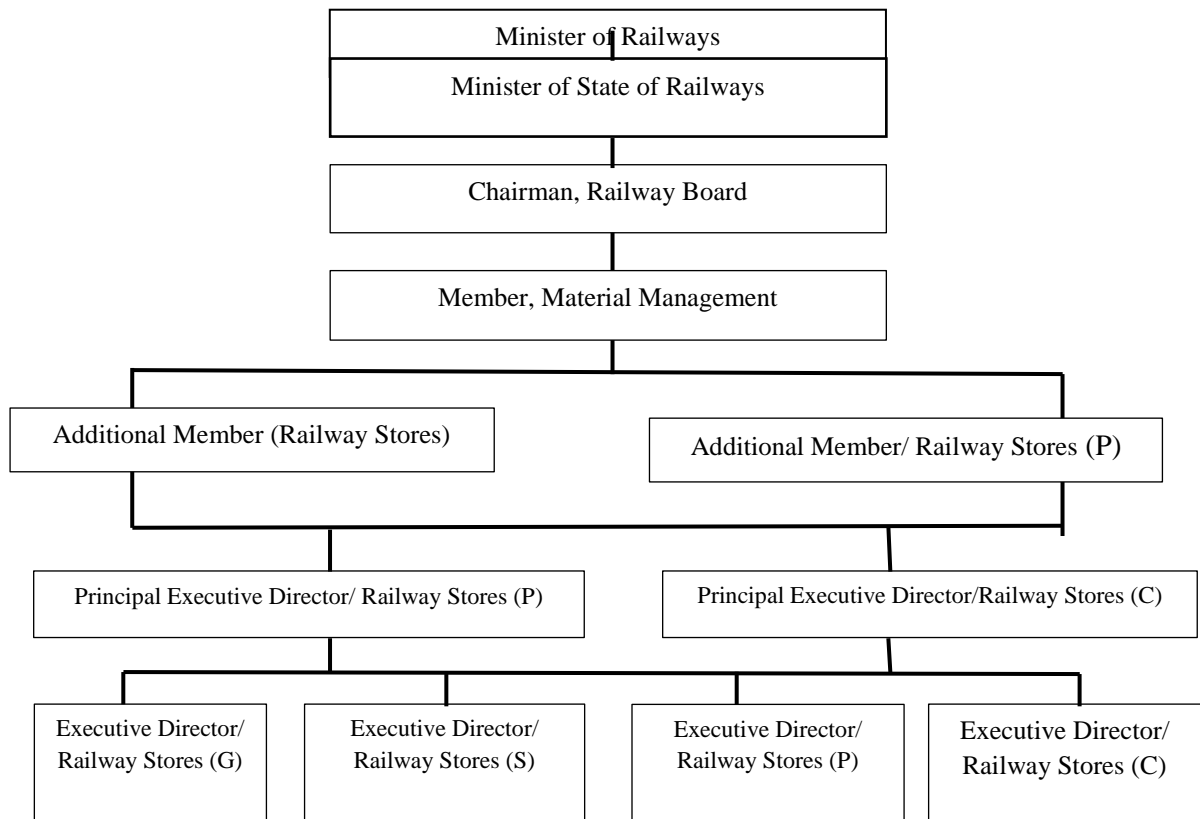 Minister of Railways
Minister of State of Railways
Chairman, Railway Board
Member, Material Management
Additional Member (Railway Stores)
Additional Member/ Railway Stores (P)
Principal Executive Director/ Railway Stores (P)
Principal Executive Director/Railway Stores (C)
Executive Director/
Railway Stores (G)
Executive Director/
Railway Stores (S)
Executive Director/
Railway Stores (P)
Executive Director/
Railway Stores (C)